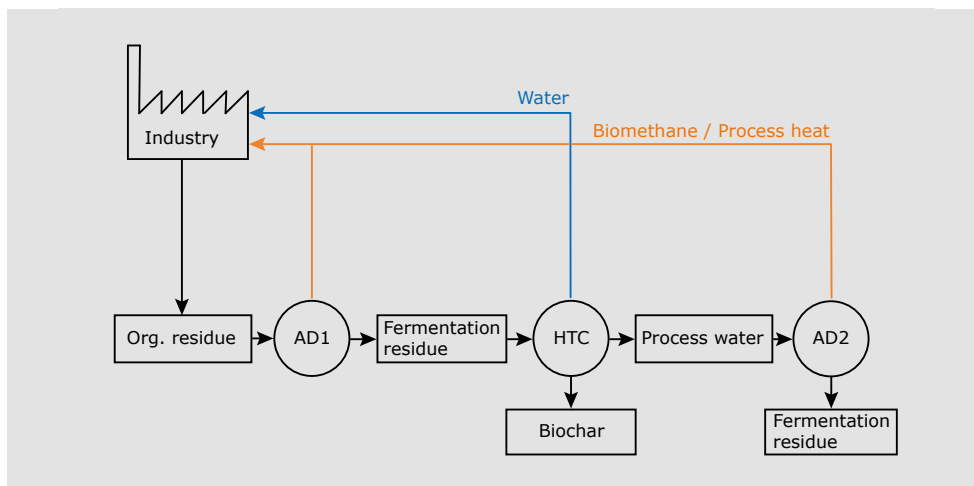 Water
Biomethane / Process heat
Industry
Org. residue
AD1
Fermentation
residue
HTC
Process water
AD2
Biochar
Fermentation
residue